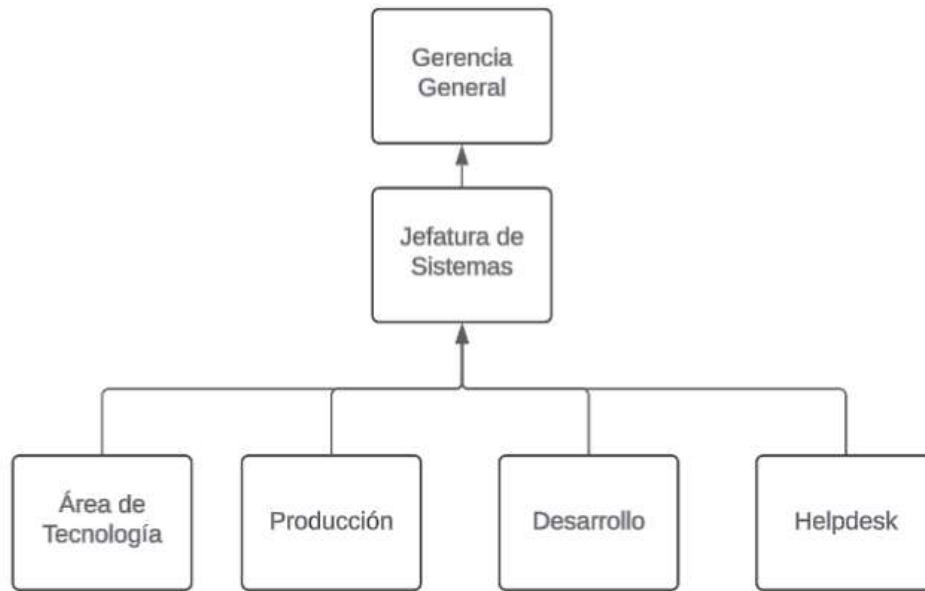 Gerencia
General
Jefatura de
Sistemas
Área de
Tecnología
Producción
Desarrollo
Helpdesk